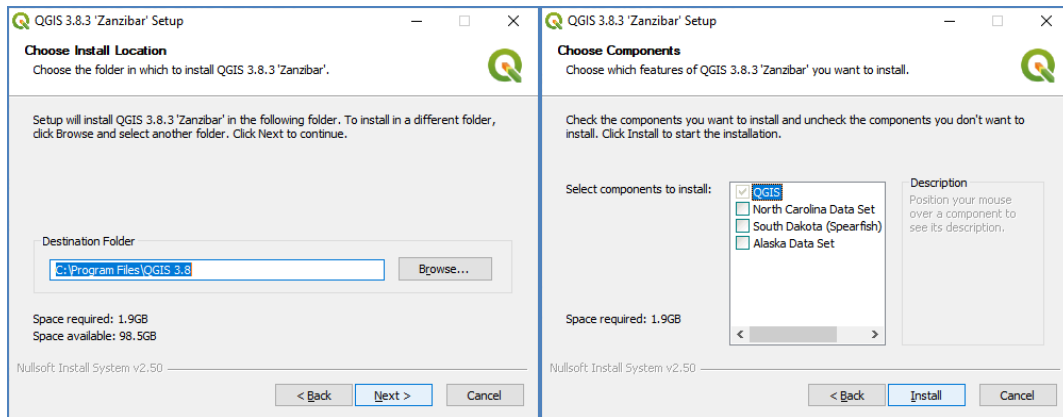 QGIS 3.8.3 'Zanzibar' Setup
Choose Install Location
Choose the folder in which to install QGIS 3.8.3 'Zanzibar'.
Setup will install QGIS 3.8.3 'Zanzibar' in the following folder. To install in a different folder,
click Browse and select another folder. Click Next to continue.
Destination Folder
C:\Program Files\QGIS 3.8
Browse...
Space required: 1.9GB
Space available: 98.5GB
Nullsoft Install System v2.50
< Back
Next >
Cancel
QGIS 3.8.3 'Zanzibar' Setup
Choose Components
Choose which features of QGIS 3.8.3 'Zanzibar' you want to install.
Check the components you want to install and uncheck the components you don't want to
install. Click Install to start the installation.
Select components to install:
QGIS
North Carolina Data Set
South Dakota (Spearfish)
Alaska Data Set
Description
Position your mouse
over a component to
see its description.
Space required: 1.9GB
Nullsoft Install System v2.50
< Back
Install
Cancel